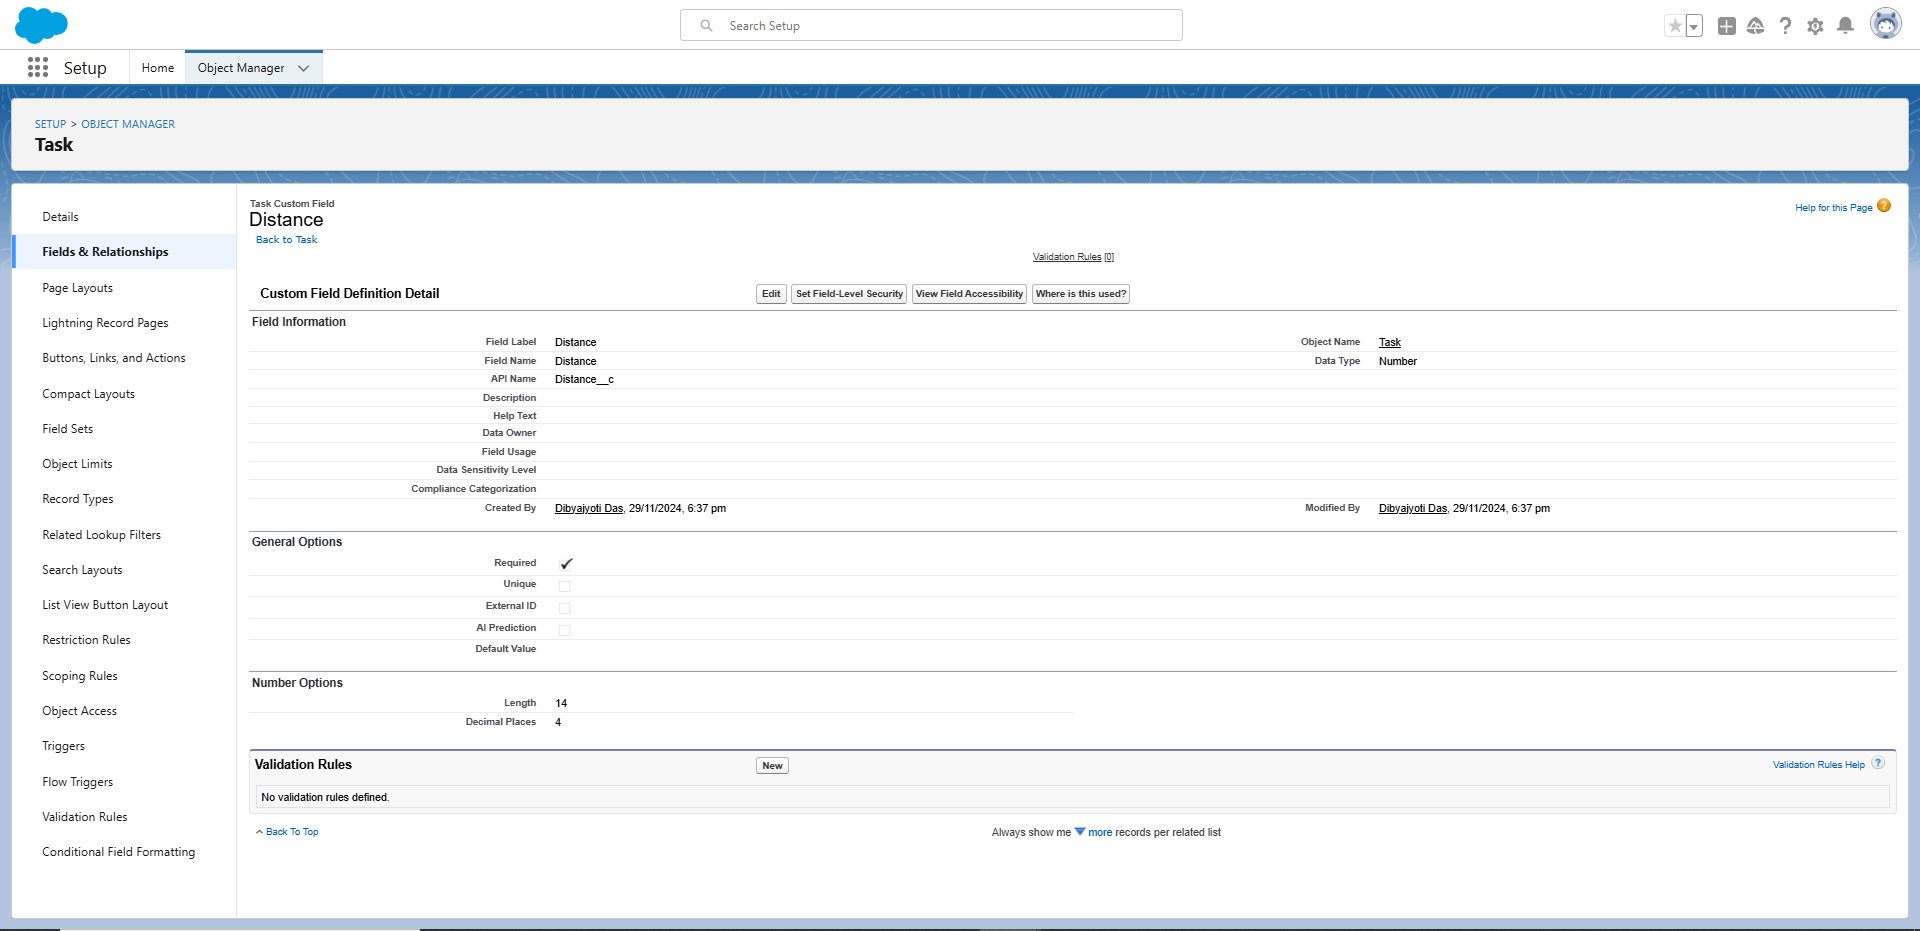 Search Setup
Setup
Home
Object Manager
SETUP > OBJECT MANAGER
Task
Details
Fields & Relationships
Page Layouts
Lightning Record Pages
Buttons, Links, and Actions
Compact Layouts
Field Sets
Object Limits
Record Types
Related Lookup Filters
Search Layouts
List View Button Layout
Restriction Rules
Scoping Rules
Object Access
Triggers
Flow Triggers
Validation Rules
Conditional Field Formatting
Task Custom Field
Distance
Back to Task
Help for this Page ?
Validation Rules [0]
Custom Field Definition Detail
Edit
Set Field-Level Security
View Field Accessibility
Where is this used?
Field Information
Field Label Distance Object Name Task
Field Name Distance Data Type Number
API Name Distance__c
Description
Help Text
Data Owner
Field Usage
Data Sensitivity Level
Compliance Categorization
Created By Dibyajyoti Das, 29/11/2024, 6:37 pm Modified By Dibyajyoti Das, 29/11/2024, 6:37 pm
General Options
Required ✓
Unique
External ID
AI Prediction
Default Value
Number Options
Length 14
Decimal Places 4
Validation Rules New Validation Rules Help ?
No validation rules defined.
Back To Top
Always show me more records per related list